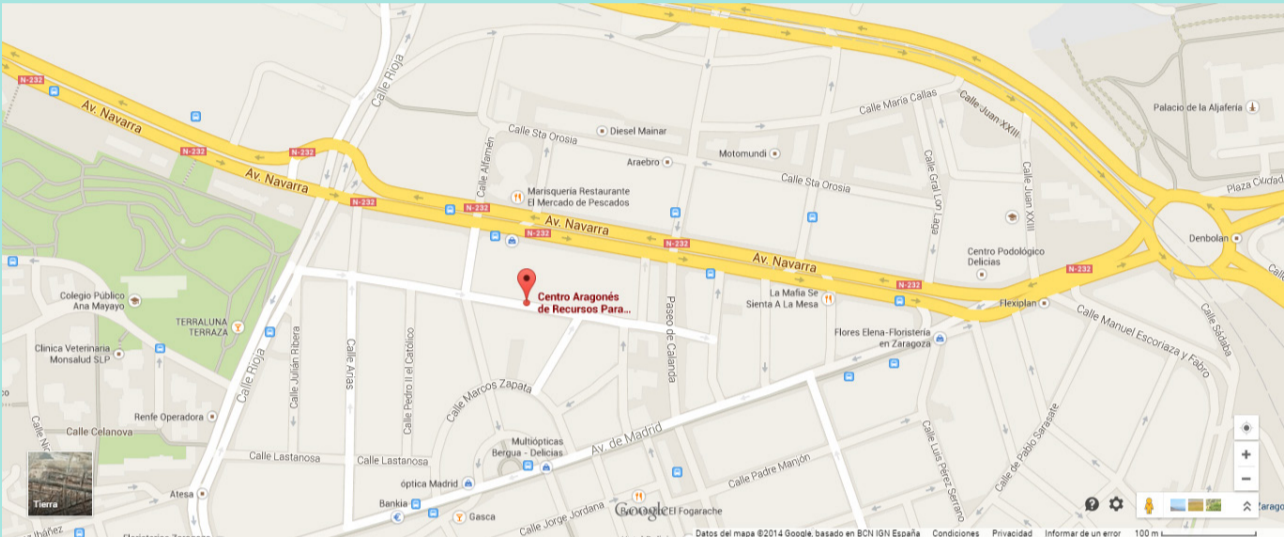 N-232
Av. Navarra
N-232
N-232
Av. Navarra
N-232
Calle Rioja
Calle Alfamén
Calle Sta Orosia
Diesel Mainar
Araebro
Motomundi
Calle Sta Orosia
Calle María Callas
Calle Juan XXIII
Calle Gral Lon Laga
Calle Juan XXIII
Palacio de la Aljafería
Plaza Ciudad
Denbolan
Marisquería Restaurante
El Mercado de Pescados
N-232
N-232
Av. Navarra
N-232
Av. Navarra
N-232
N-232
Centro Podológico
Delicias
Flexiplan
La Mafia Se
Sienta A La Mesa
Flores Elena-Floristería
en Zaragoza
Calle Manuel Escoriaza y Fabro
Calle Sádaba
Centro Aragonés
de Recursos Para...
Colegio Público
Ana Mayayo
TERRALUNA
TERRAZA
Clínica Veterinaria
Monsalud SLP
Renfe Operadora
Calle Celanova
Calle Rioja
Calle Julián Ribera
Calle Arias
Calle Pedro II el Católico
Calle Marcos Zapata
Paseo de Calanda
Calle Lastanosa
Calle Lastanosa
Multiópticas
Bergua - Delicias
Av. de Madrid
óptica Madrid
Bankia
Gasca
Atesa
Calle Jorge Jordana
Calle Padre Manjón
Calle Luis Pérez Serrano
Calle de Pablo Sarasate
Google
El Fogarache
Tierra
Datos del mapa ©2014 Google, basado en BCN IGN España Condiciones Privacidad Informar de un error 100 m